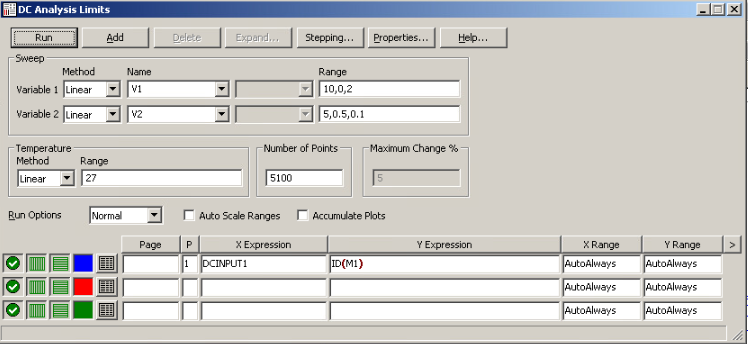 DC Analysis Limits
Run Add Delete Expand... Stepping... Properties... Help...
Sweep
Method Name Range
Variable 1 Linear V1 10,0,2
Variable 2 Linear V2 5,0.5,0.1
Temperature Number of Points Maximum Change %
Method Range
Linear 27 5100 5
Run Options Normal Auto Scale Ranges Accumulate Plots
Page P X Expression Y Expression X Range Y Range >
1 DCINPUT1 ID(M1) AutoAlways AutoAlways
AutoAlways AutoAlways
AutoAlways AutoAlways